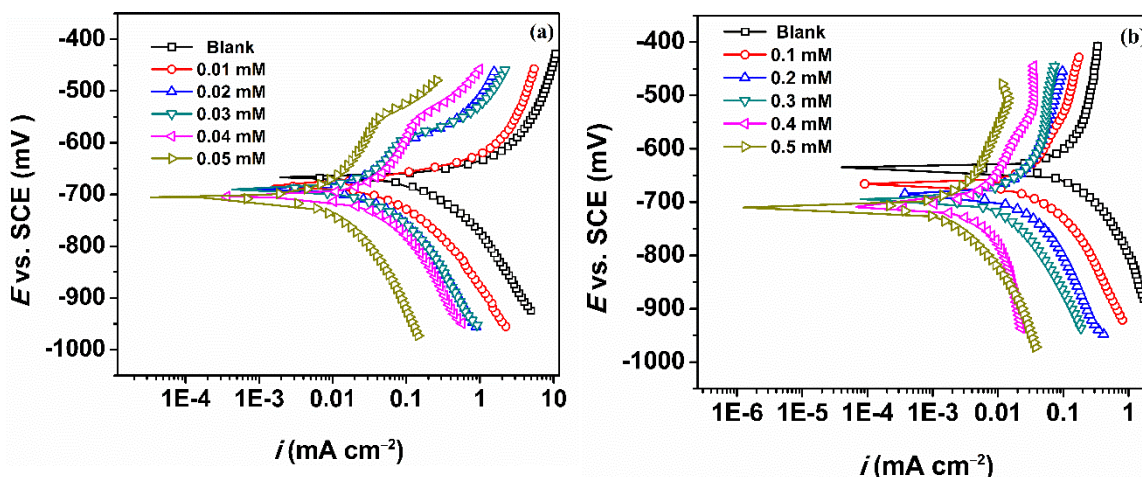 (a)
-400
-500
-600
-700
-800
-900
-1000
E vs. SCE (mV)
Blank
0.01 mM
0.02 mM
0.03 mM
0.04 mM
0.05 mM
1E-4
1E-3
0.01
0.1
1
10
i (mA cm⁻²)
(b)
-400
-500
-600
-700
-800
-900
-1000
E vs. SCE (mV)
Blank
0.1 mM
0.2 mM
0.3 mM
0.4 mM
0.5 mM
1E-6
1E-5
1E-4
1E-3
0.01
0.1
1
i (mA cm⁻²)